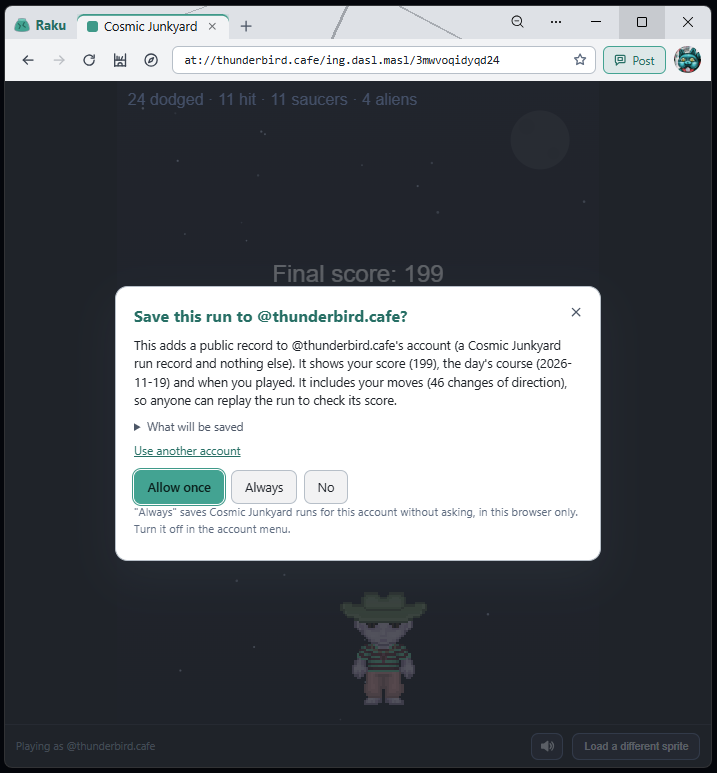 Raku
Cosmic Junkyard
at://thunderbird.cafe/ing.dasl.masl/3mwvoqidyqd24
Post
24 dodged · 11 hit · 11 saucers · 4 aliens
Final score: 199
Save this run to @thunderbird.cafe?
This adds a public record to @thunderbird.cafe's account (a Cosmic Junkyard
run record and nothing else). It shows your score (199), the day's course (2026-
11-19) and when you played. It includes your moves (46 changes of direction),
so anyone can replay the run to check its score.
What will be saved
Use another account
Allow once
Always
No
"Always" saves Cosmic Junkyard runs for this account without asking, in this browser only.
Turn it off in the account menu.
Playing as @thunderbird.cafe
Load a different sprite